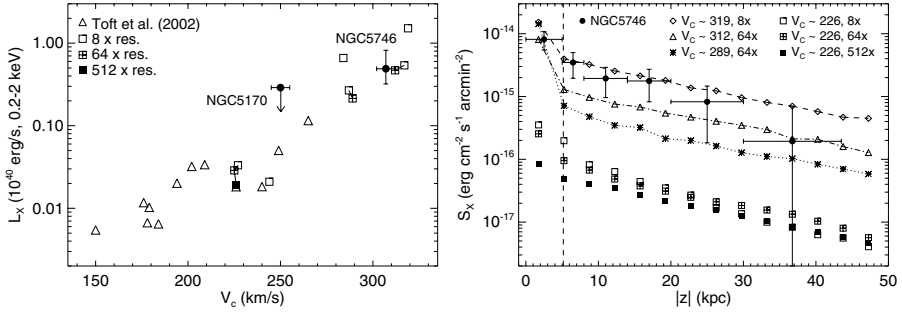 Toft et al. (2002)
8 x res.
64 x res.
512 x res.
NGC5746
NGC5170
1.00
0.10
0.01
L_X (10^40 erg/s, 0.2-2 keV)
150 200 250 300
V_c (km/s)
NGC5746
V_C ~ 319, 8x
V_C ~ 312, 64x
V_C ~ 289, 64x
V_C ~ 226, 8x
V_C ~ 226, 64x
V_C ~ 226, 512x
10^-14
10^-15
10^-16
10^-17
S_X (erg cm^-2 s^-1 arcmin^-2)
0 10 20 30 40 50
|z| (kpc)